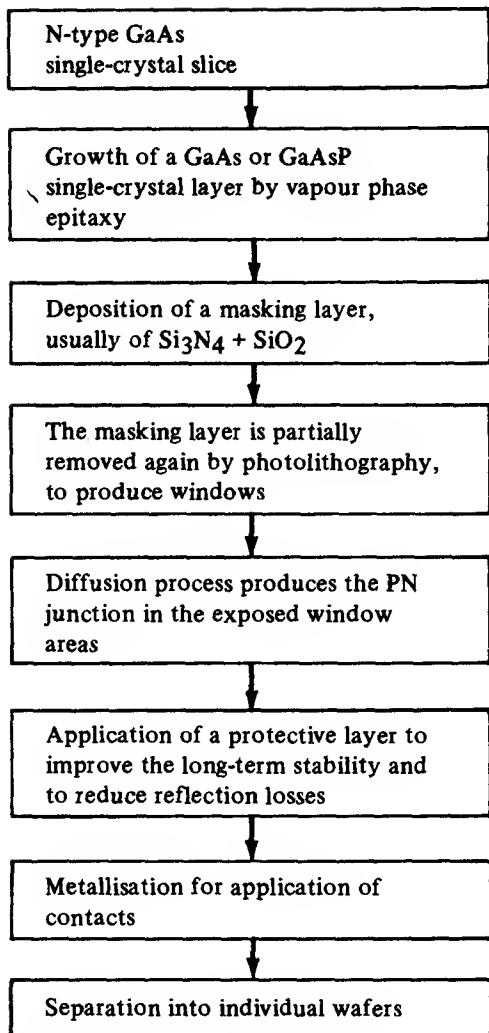 N-type GaAs
single-crystal slice
Growth of a GaAs or GaAsP
single-crystal layer by vapour phase
epitaxy
Deposition of a masking layer,
usually of Si₃N₄ + SiO₂
The masking layer is partially
removed again by photolithography,
to produce windows
Diffusion process produces the PN
junction in the exposed window
areas
Application of a protective layer to
improve the long-term stability and
to reduce reflection losses
Metallisation for application of
contacts
Separation into individual wafers